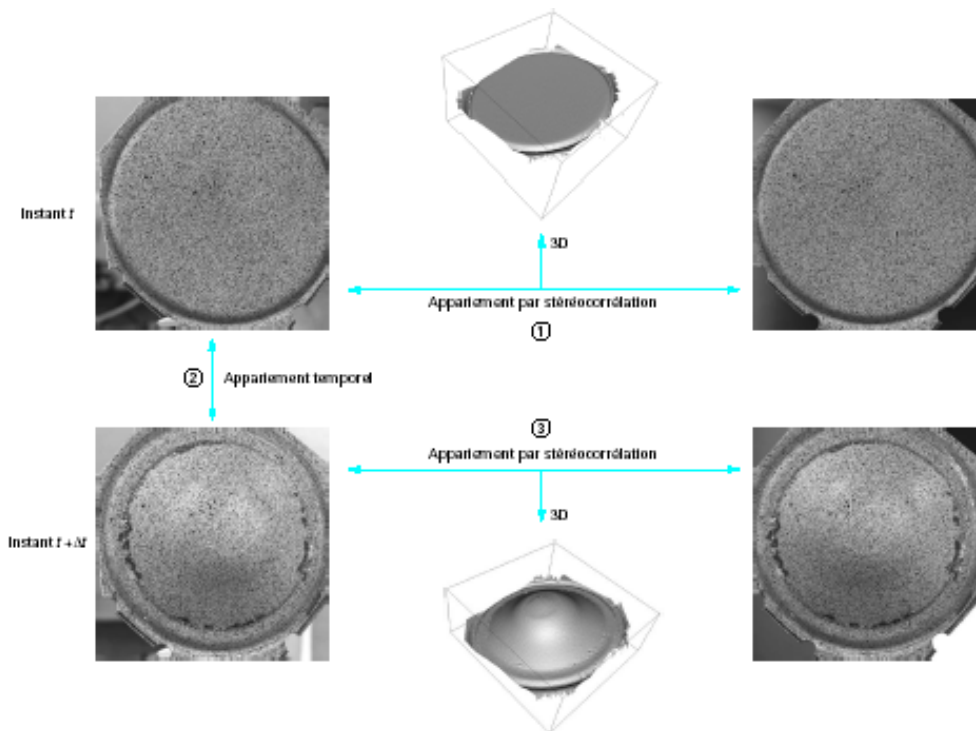 3D
Instant t
Appariement par stéréocorrélation
1
2
Appariement temporel
3
Appariement par stéréocorrélation
3D
Instant t + Δt